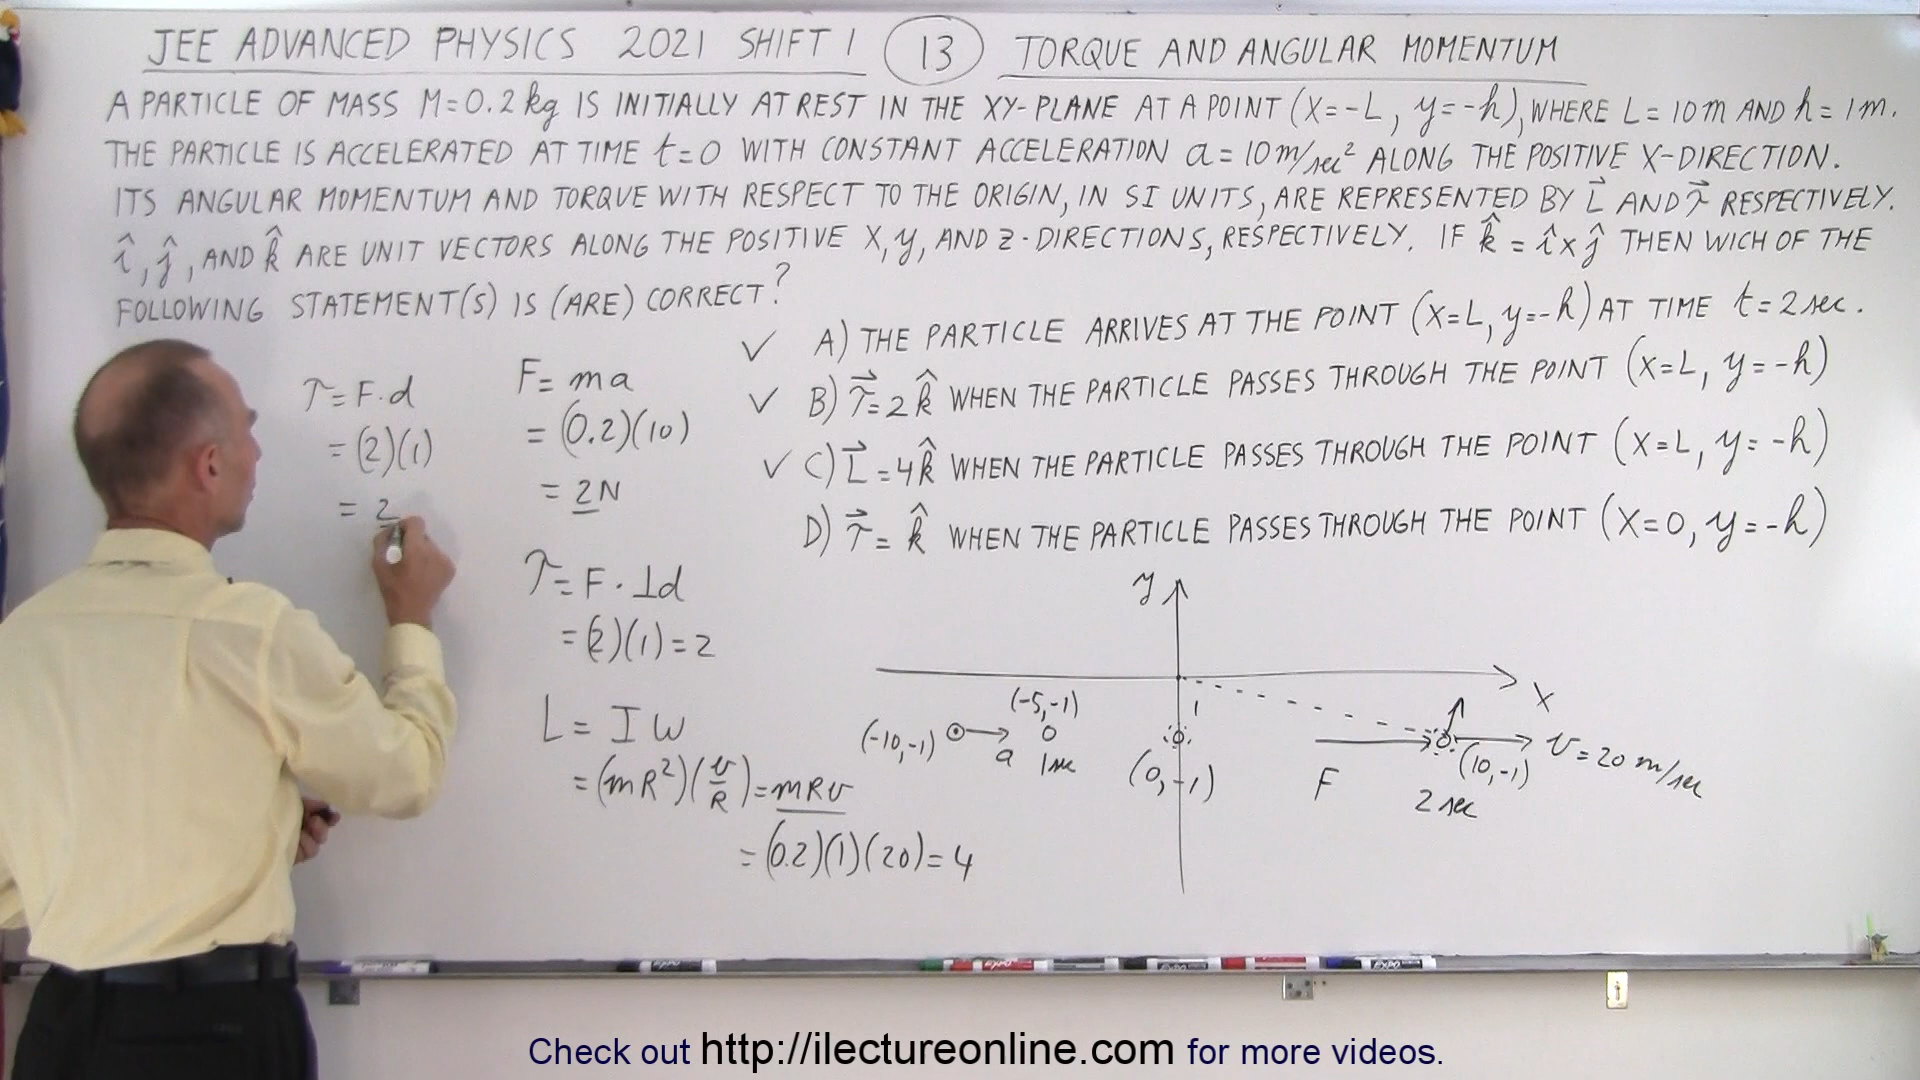 JEE ADVANCED PHYSICS 2021 SHIFT 1 13 TORQUE AND ANGULAR MOMENTUM
A PARTICLE OF MASS M=0.2 kg IS INITIALLY AT REST IN THE XY-PLANE AT A POINT (X=-L, y=-h), WHERE L=10m AND h=1m.
THE PARTICLE IS ACCELERATED AT TIME t=0 WITH CONSTANT ACCELERATION a=10 m/sec² ALONG THE POSITIVE X-DIRECTION.
ITS ANGULAR MOMENTUM AND TORQUE WITH RESPECT TO THE ORIGIN, IN SI UNITS, ARE REPRESENTED BY L⃗ AND τ⃗ RESPECTIVELY.
î, ĵ, AND k̂ ARE UNIT VECTORS ALONG THE POSITIVE X, y, AND Z-DIRECTIONS, RESPECTIVELY. IF k̂ = î x ĵ THEN WICH OF THE
FOLLOWING STATEMENT(S) IS (ARE) CORRECT?
✓ A) THE PARTICLE ARRIVES AT THE POINT (X=L, y=-h) AT TIME t=2 sec.
✓ B) τ⃗=2k̂ WHEN THE PARTICLE PASSES THROUGH THE POINT (X=L, y=-h)
✓ C) L⃗=4k̂ WHEN THE PARTICLE PASSES THROUGH THE POINT (X=L, y=-h)
D) τ⃗=k̂ WHEN THE PARTICLE PASSES THROUGH THE POINT (X=0, y=-h)
τ=F·d
=(2)(1)
=2
F=ma
=(0.2)(10)
=2N
τ=F·⊥d
=(2)(1)=2
L=Iω
=(mR²)(v/R)=mRv
=(0.2)(1)(20)=4
y
X
(-5,-1)
1
(-10,-1)
a
1sec
(0,-1)
F
(10,-1)
v=20 m/sec
2 sec
EXPO
EXPO
EXPO
Check out http://ilectureonline.com for more videos.